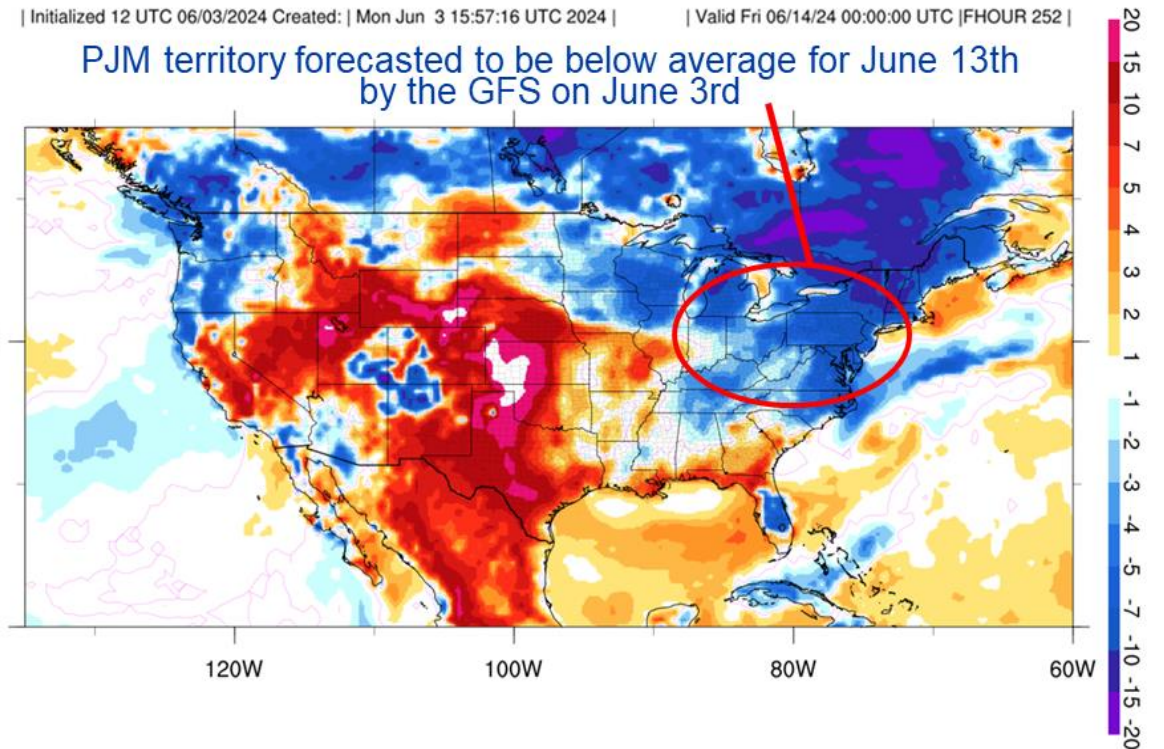 | Initialized 12 UTC 06/03/2024 Created: | Mon Jun 3 15:57:16 UTC 2024 |
| Valid Fri 06/14/24 00:00:00 UTC |FHOUR 252 |
PJM territory forecasted to be below average for June 13th
by the GFS on June 3rd
20
15
10
7
5
4
3
2
1
-1
-2
-3
-4
-5
-7
-10
-15
-20
120W
100W
80W
60W